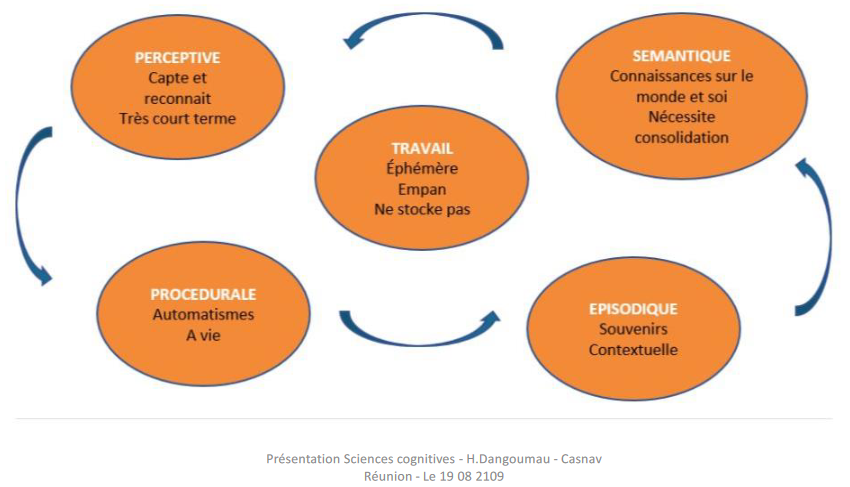 PERCEPTIVE
Capte et
reconnait
Très court terme
SEMANTIQUE
Connaissances sur le
monde et soi
Nécessite
consolidation
TRAVAIL
Éphémère
Empan
Ne stocke pas
PROCEDURALE
Automatismes
A vie
EPISODIQUE
Souvenirs
Contextuelle
Présentation Sciences cognitives - H.Dangoumau - Casnav
Réunion - Le 19 08 2109